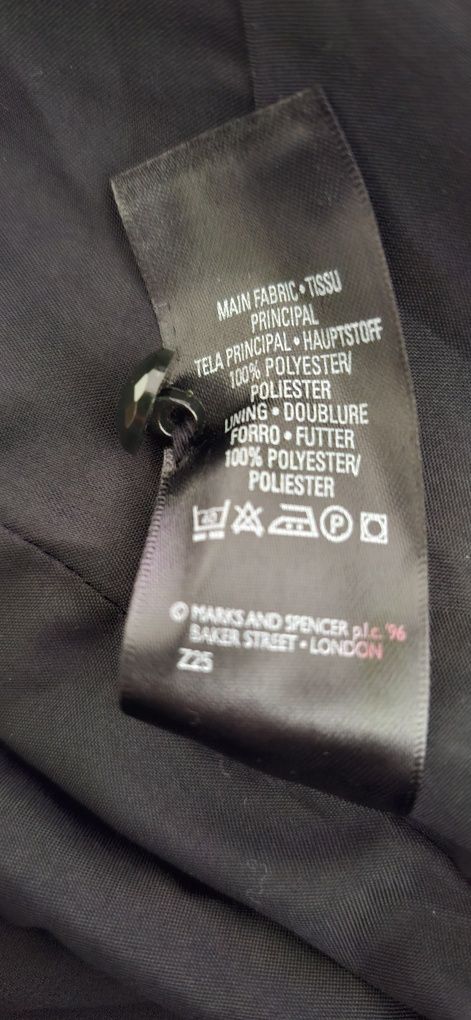 MAIN FABRIC • TISSU
PRINCIPAL
TELA PRINCIPAL • HAUPTSTOFF
100% POLYESTER/
POLIESTER
LINING • DOUBLURE
FORRO • FUTTER
100% POLYESTER/
POLIESTER
40 P
© MARKS AND SPENCER p.l.c. '96
BAKER STREET • LONDON
Z25